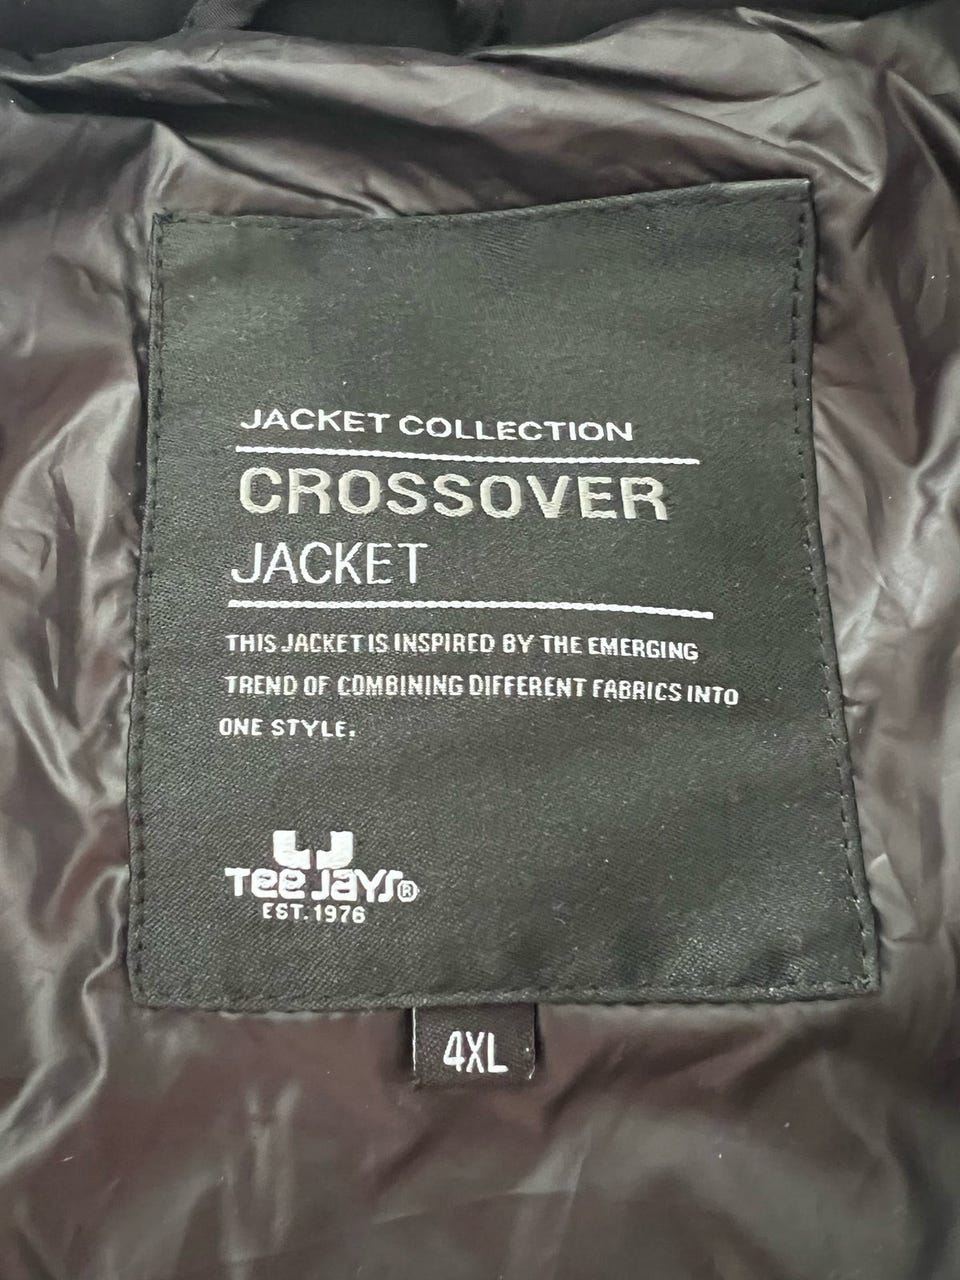 JACKET COLLECTION
CROSSOVER
JACKET
THIS JACKET IS INSPIRED BY THE EMERGING
TREND OF COMBINING DIFFERENT FABRICS INTO
ONE STYLE.
TJ
Tee Jays®
EST. 1976
4XL